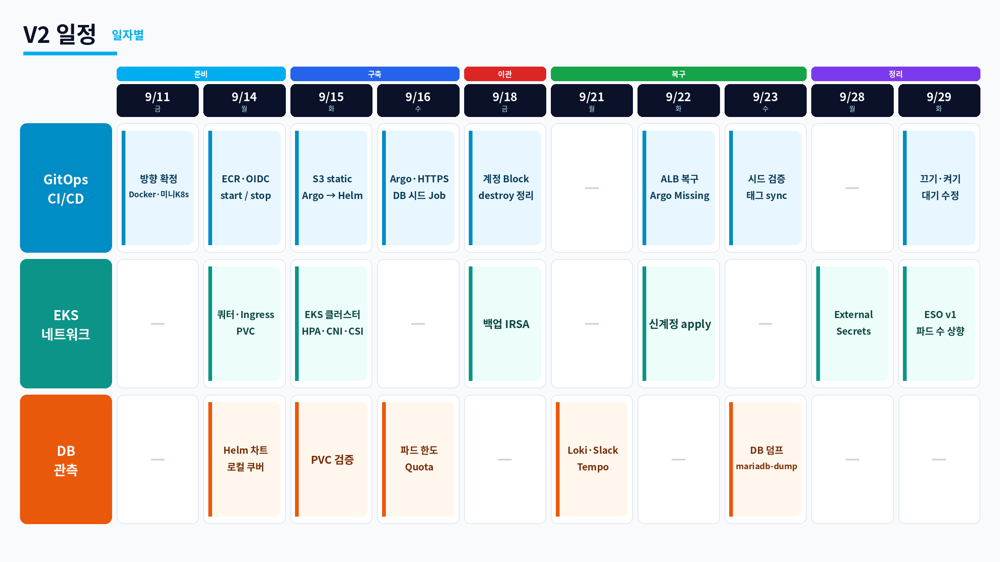 V2 일정 일자별
준비 구축 이관 복구 정리
9/11 9/14 9/15 9/16 9/18 9/21 9/22 9/23 9/28 9/29
금 월 화 수 금 월 화 수 월 화
GitOps
CI/CD
방향 확정
Docker·미니K8s
ECR·OIDC
start / stop
S3 static
Argo → Helm
Argo·HTTPS
DB 시드 Job
계정 Block
destroy 정리
—
ALB 복구
Argo Missing
시드 검증
태그 sync
—
끄기·켜기
대기 수정
EKS
네트워크
—
쿼터·Ingress
PVC
EKS 클러스터
HPA·CNI·CSI
—
백업 IRSA
—
신계정 apply
—
External
Secrets
ESO v1
파드 수 상향
DB
관측
—
Helm 차트
로컬 쿠버
PVC 검증
파드 한도
Quota
—
Loki·Slack
Tempo
—
DB 덤프
mariadb-dump
—
—